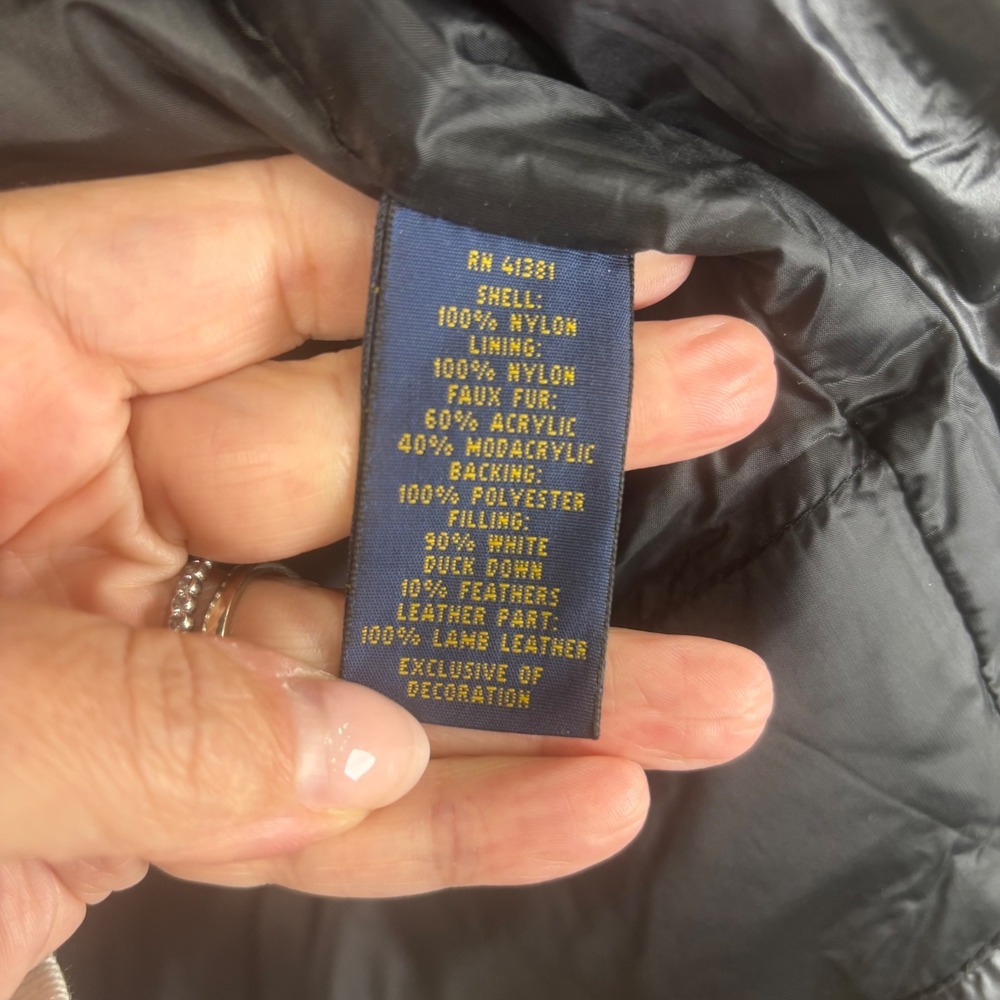 RN 41381
SHELL:
100% NYLON
LINING:
100% NYLON
FAUX FUR:
60% ACRYLIC
40% MODACRYLIC
BACKING:
100% POLYESTER
FILLING:
90% WHITE
DUCK DOWN
10% FEATHERS
LEATHER PART:
100% LAMB LEATHER
EXCLUSIVE OF
DECORATION